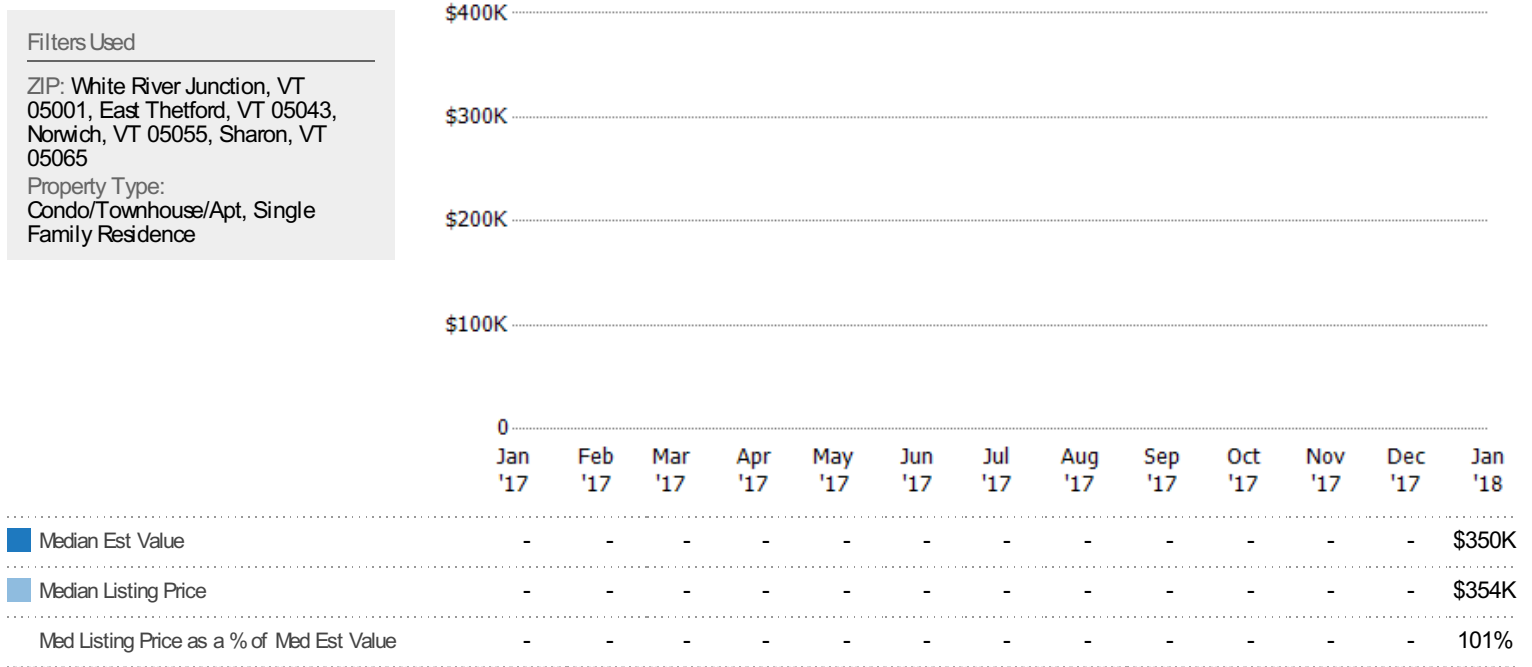 Filters Used
ZIP: White River Junction, VT
05001, East Thetford, VT 05043,
Norwich, VT 05055, Sharon, VT
05065
Property Type:
Condo/Townhouse/Apt, Single
Family Residence
$400K
$300K
$200K
$100K
0
Jan Feb Mar Apr May Jun Jul Aug Sep Oct Nov Dec Jan
'17 '17 '17 '17 '17 '17 '17 '17 '17 '17 '17 '17 '18
Median Est Value - - - - - - - - - - - - $350K
Median Listing Price - - - - - - - - - - - - $354K
Med Listing Price as a % of Med Est Value - - - - - - - - - - - - 101%